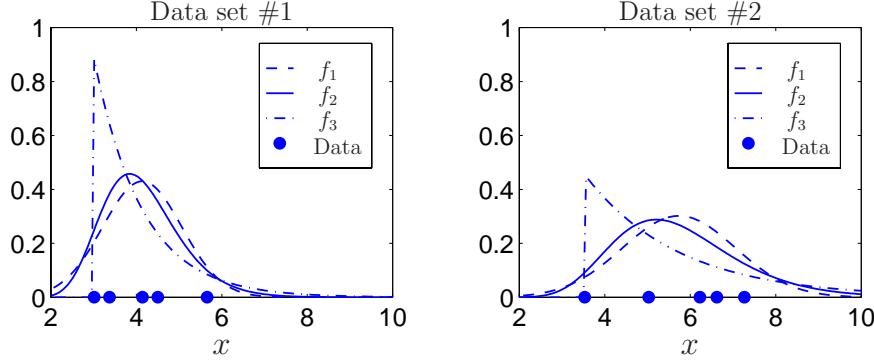 Data set #1
1
0.8
0.6
0.4
0.2
0
2 4 6 8 10
x
f1
f2
f3
Data
Data set #2
1
0.8
0.6
0.4
0.2
0
2 4 6 8 10
x
f1
f2
f3
Data